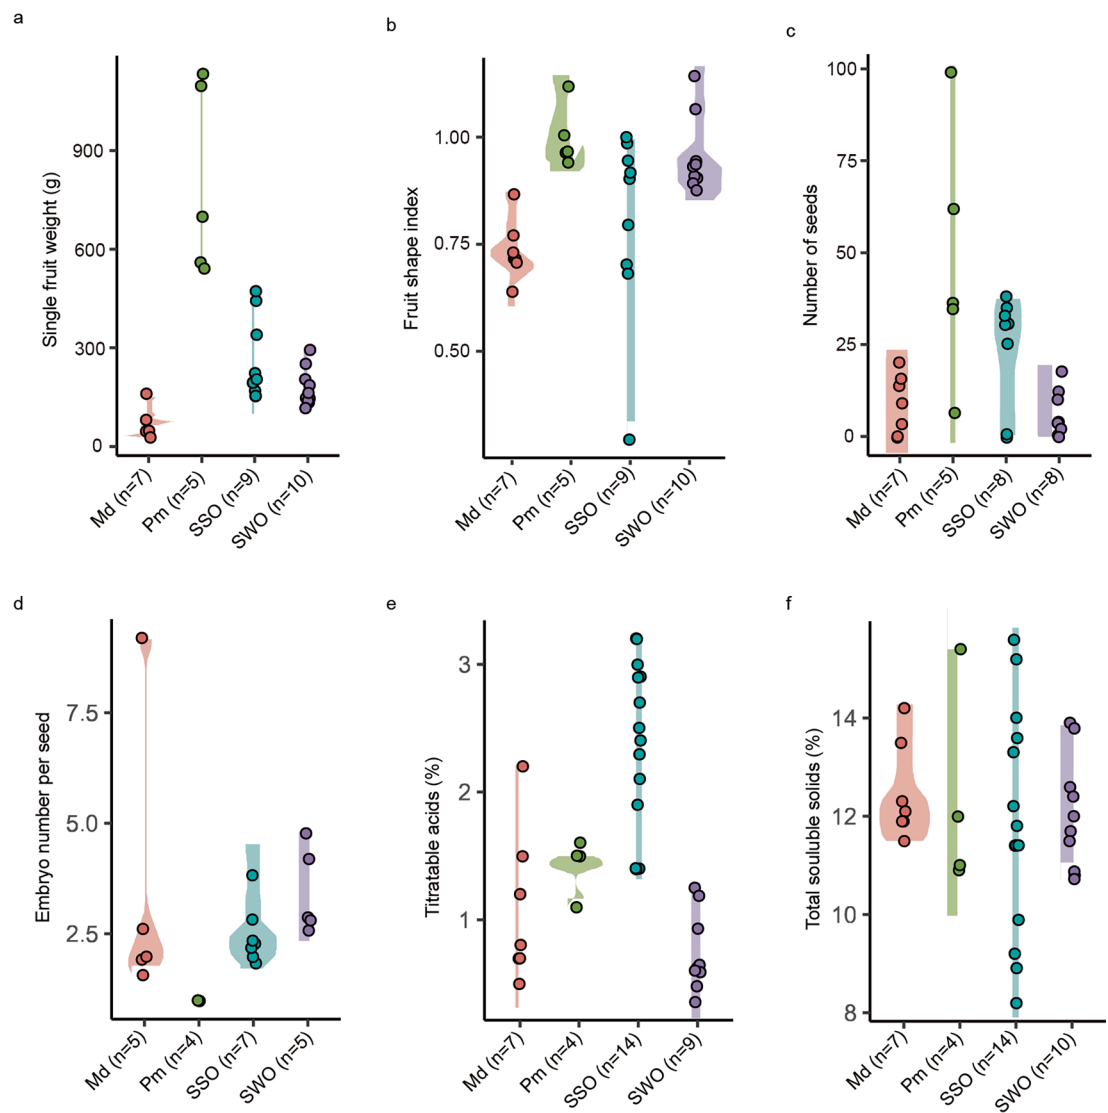 a
b
c
Single fruit weight (g)
900
600
300
0
Md (n=7)
Pm (n=5)
SSO (n=9)
SWO (n=10)
Fruit shape index
1.00
0.75
0.50
Md (n=7)
Pm (n=5)
SSO (n=9)
SWO (n=10)
Number of seeds
100
75
50
25
0
Md (n=7)
Pm (n=5)
SSO (n=8)
SWO (n=8)
d
e
f
Embryo number per seed
7.5
5.0
2.5
Md (n=5)
Pm (n=4)
SSO (n=7)
SWO (n=5)
Titratable acids (%)
3
2
1
Md (n=7)
Pm (n=4)
SSO (n=14)
SWO (n=9)
Total souluble solids (%)
14
12
10
8
Md (n=7)
Pm (n=4)
SSO (n=14)
SWO (n=10)